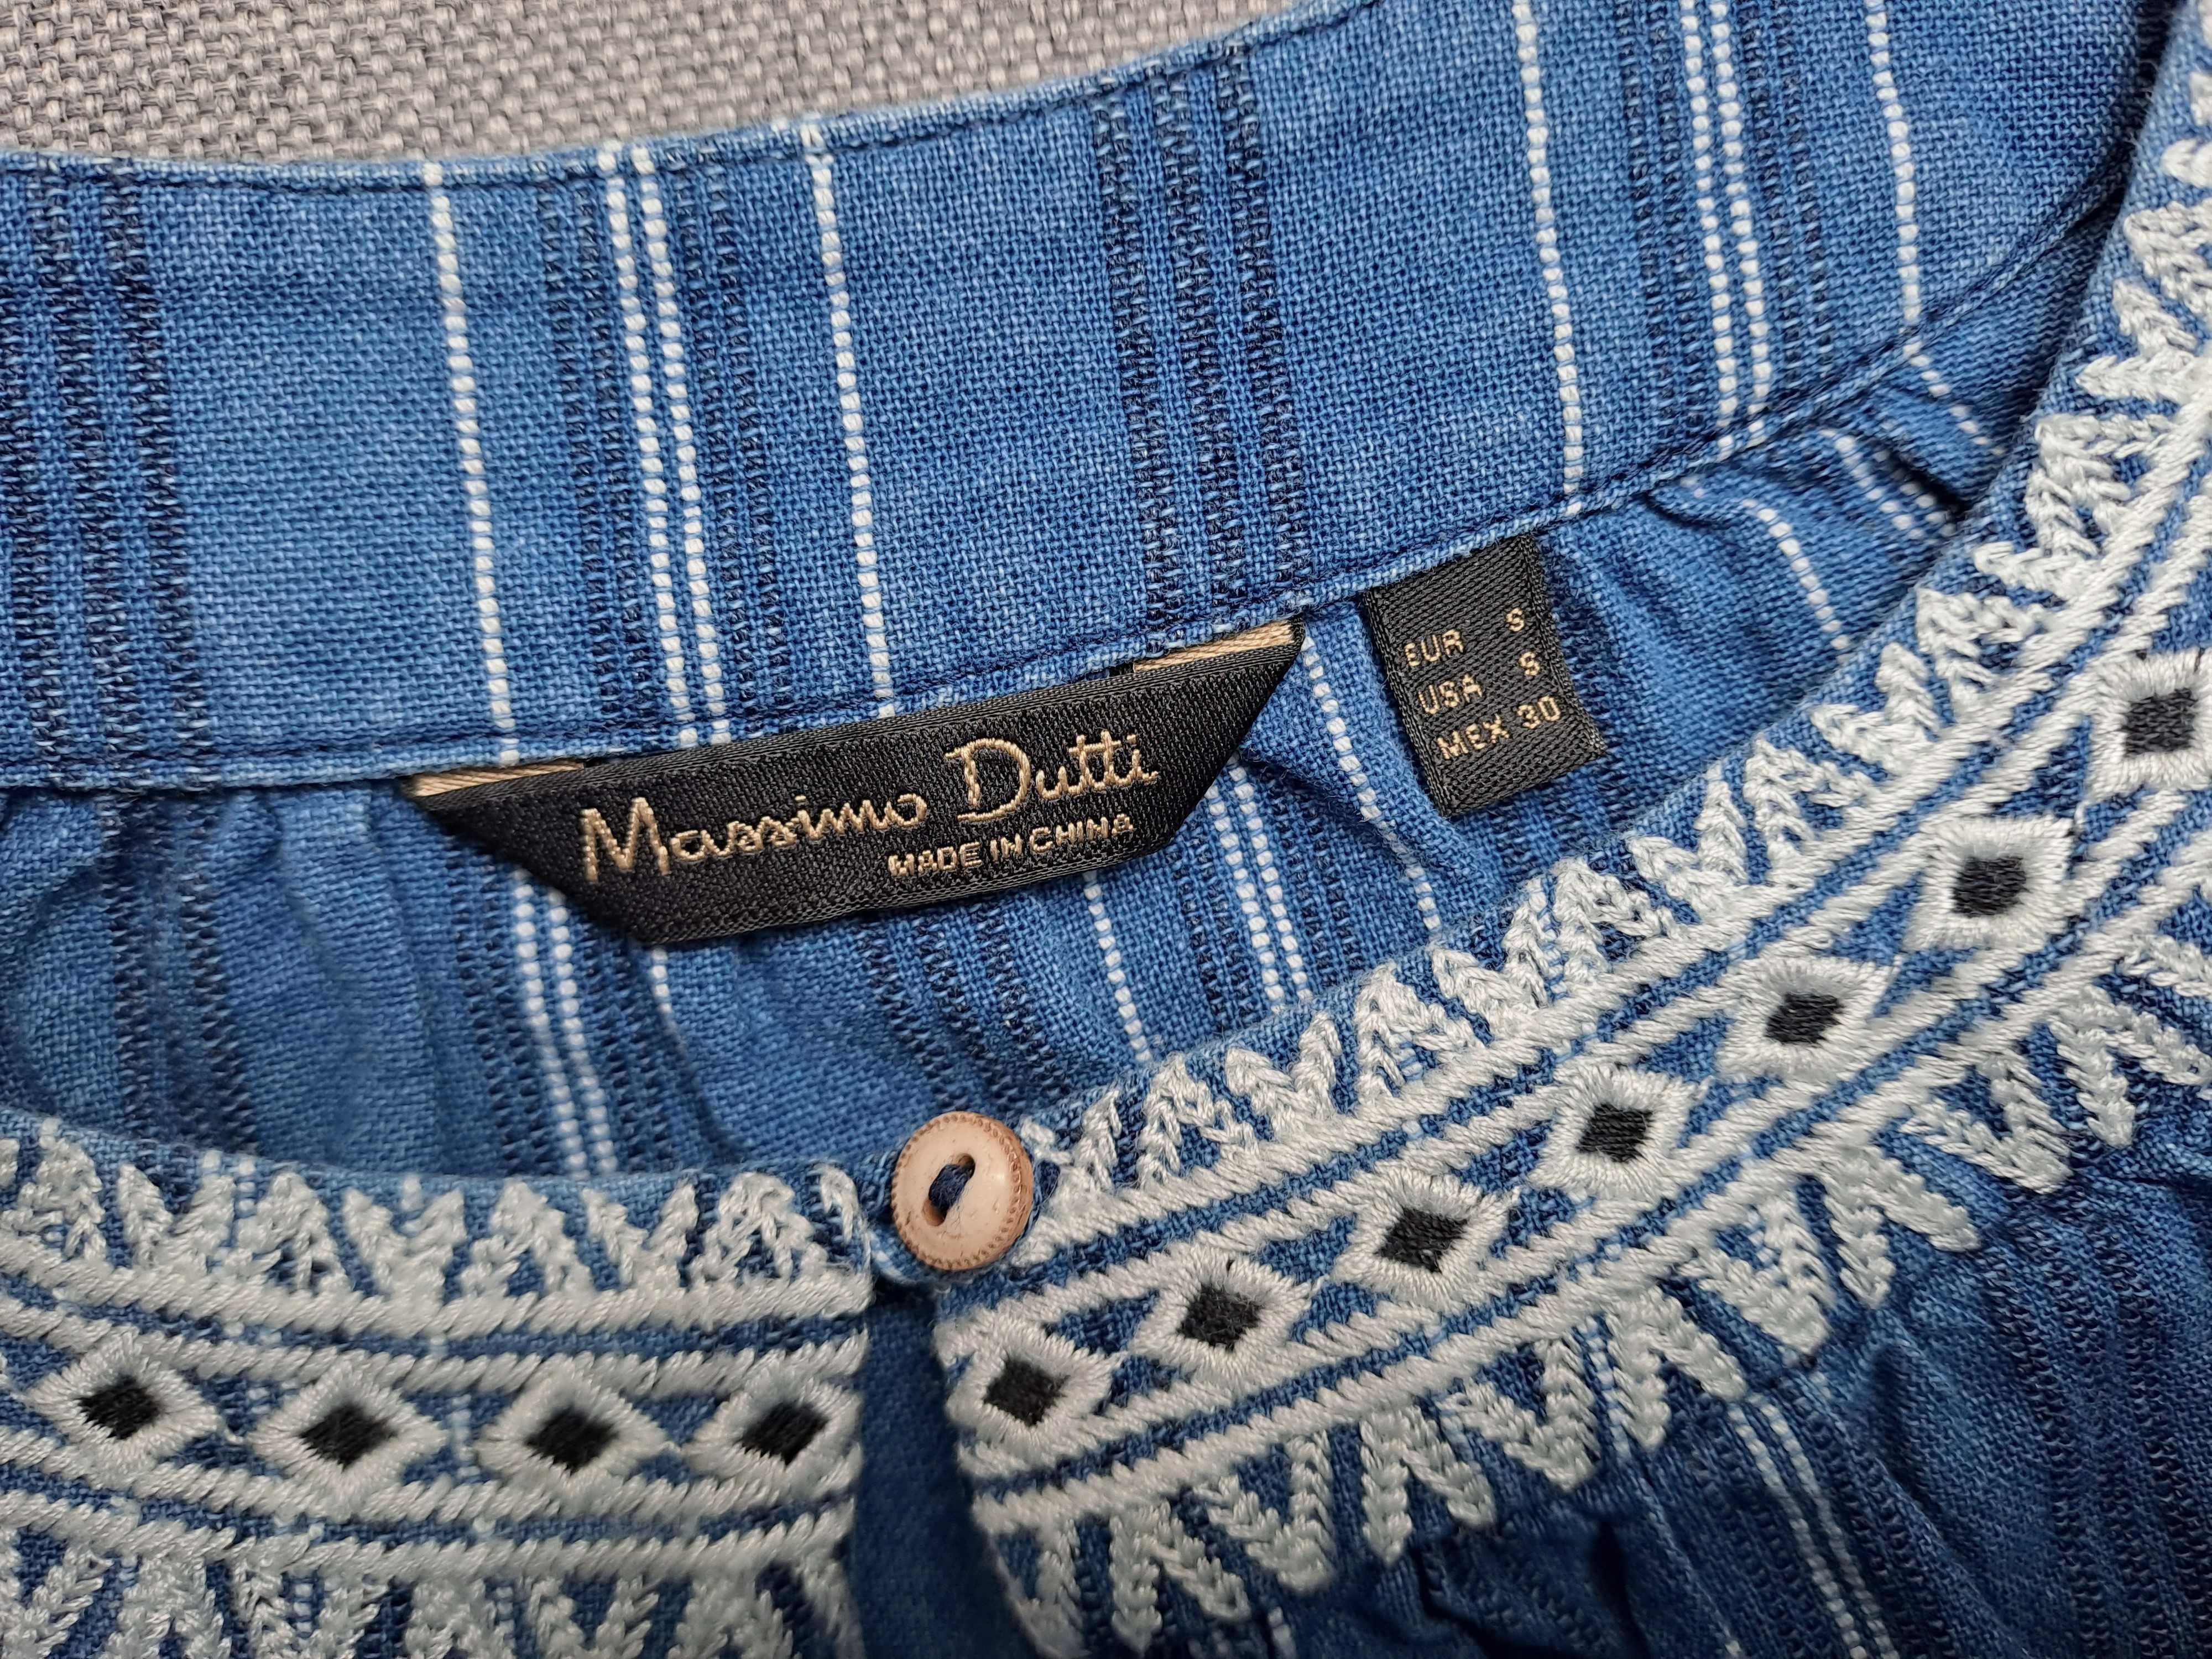 Massimo Dutti
MADE IN CHINA
EUR S
USA S
MEX 30